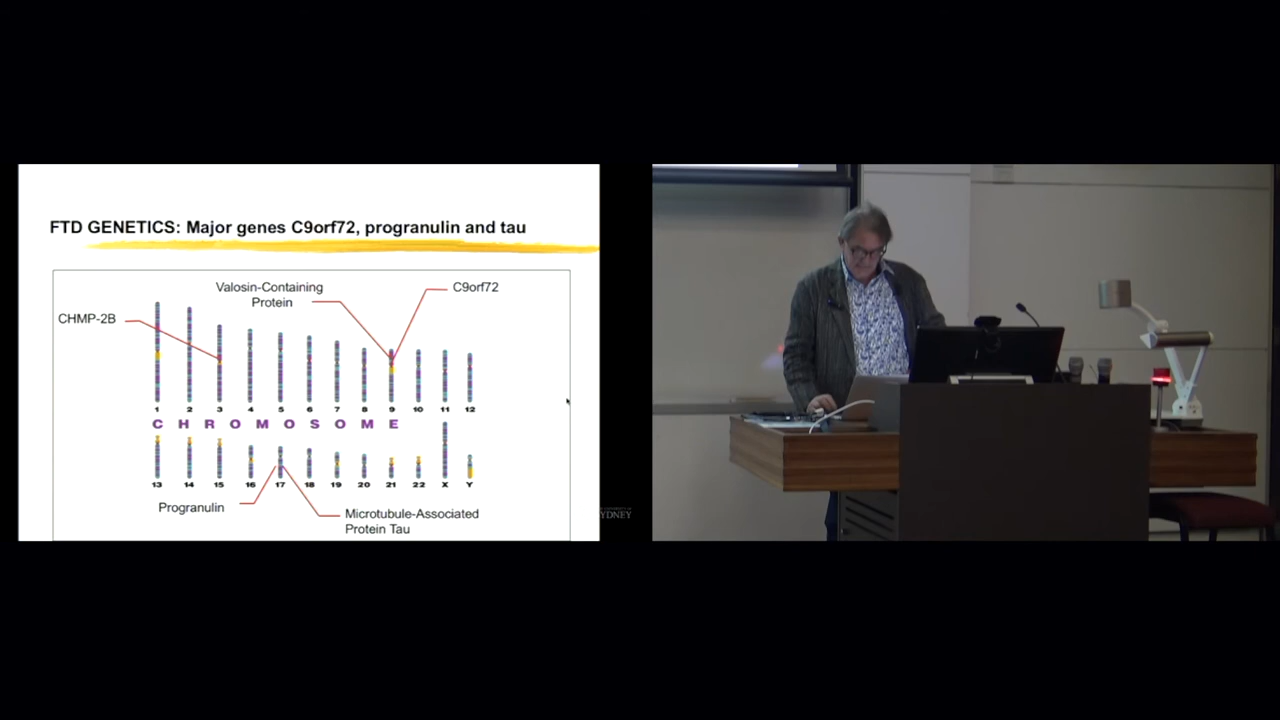 FTD GENETICS: Major genes C9orf72, progranulin and tau
Valosin-Containing
Protein
C9orf72
CHMP-2B
1 2 3 4 5 6 7 8 9 10 11 12
CHROMOSOME
13 14 15 16 17 18 19 20 21 22 X Y
Progranulin
Microtubule-Associated
Protein Tau
YDNEY